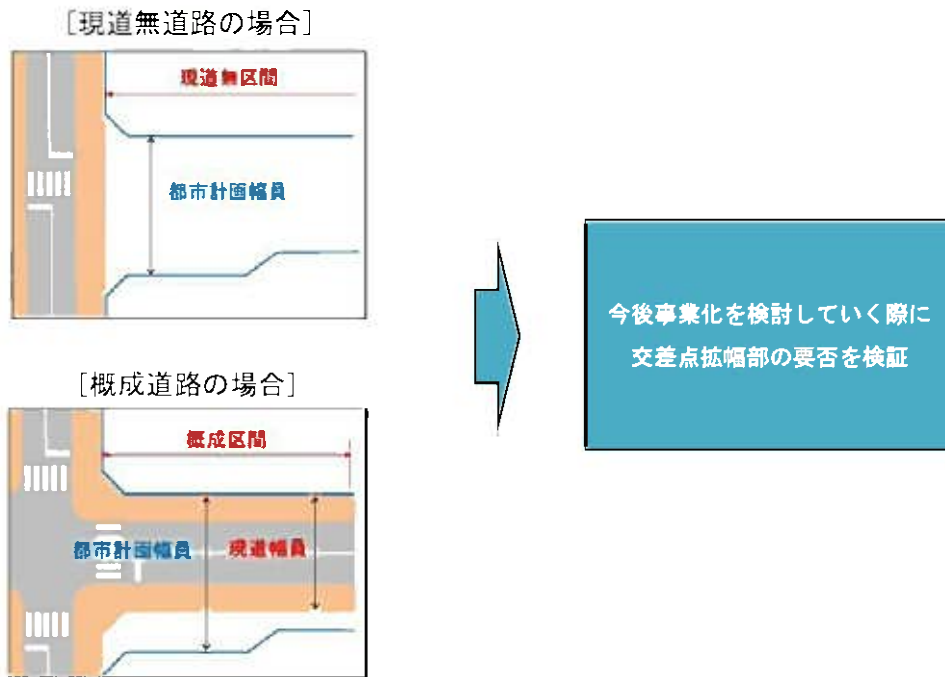 [現道無道路の場合]
現道無区間
都市計画幅員
[概成道路の場合]
概成区間
都市計画幅員
現道幅員
今後事業化を検討していく際に
交差点拡幅部の要否を検証